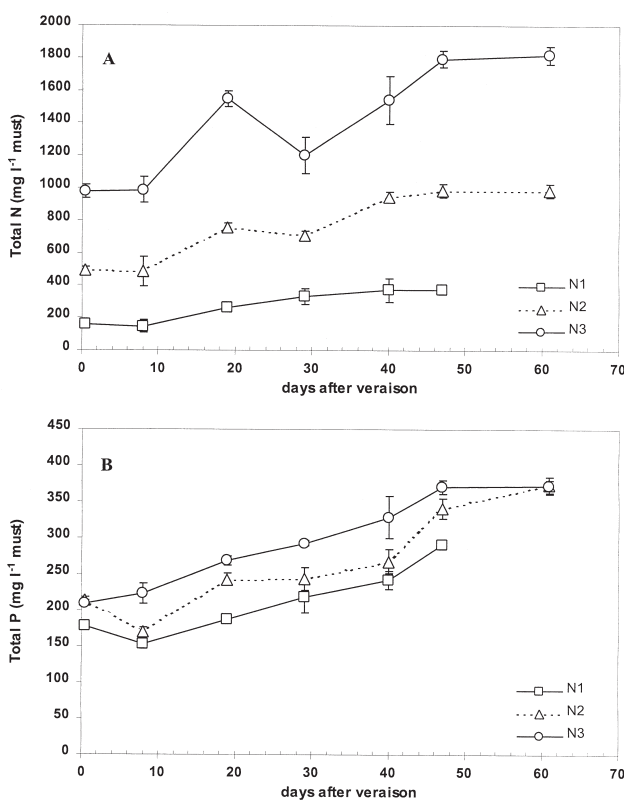 2000
1800
1600
1400
1200
1000
800
600
400
200
0
A
Total N (mg l⁻¹ must)
N1
N2
N3
0 10 20 30 40 50 60 70
days after veraison
450
400
350
300
250
200
150
100
50
0
B
Total P (mg l⁻¹ must)
N1
N2
N3
0 10 20 30 40 50 60 70
days after veraison